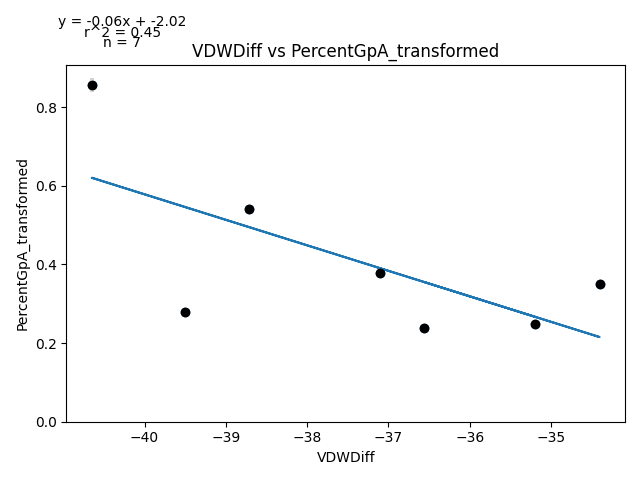 y = -0.06x + -2.02
r^2 = 0.45
n = 7
VDWDiff vs PercentGpA_transformed
PercentGpA_transformed
0.8
0.6
0.4
0.2
0.0
−40
−39
−38
−37
−36
−35
VDWDiff